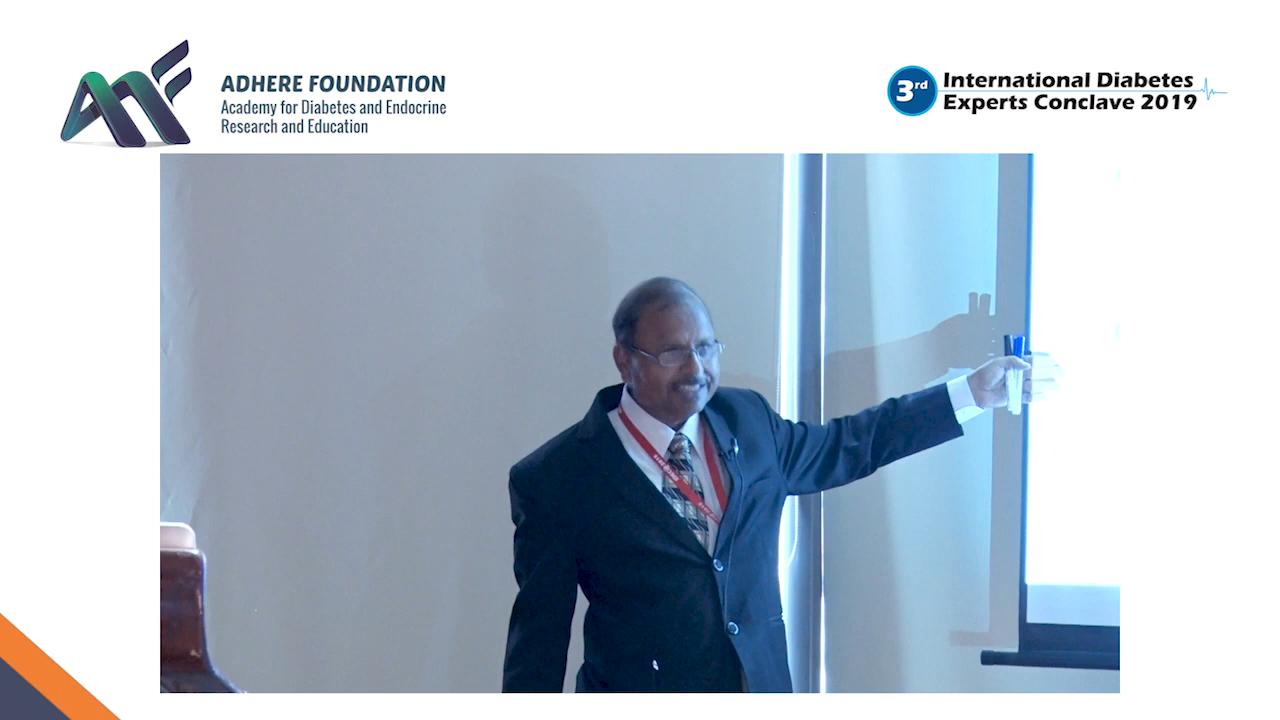 ADHERE FOUNDATION
Academy for Diabetes and Endocrine
Research and Education
3rd
International Diabetes
Experts Conclave 2019